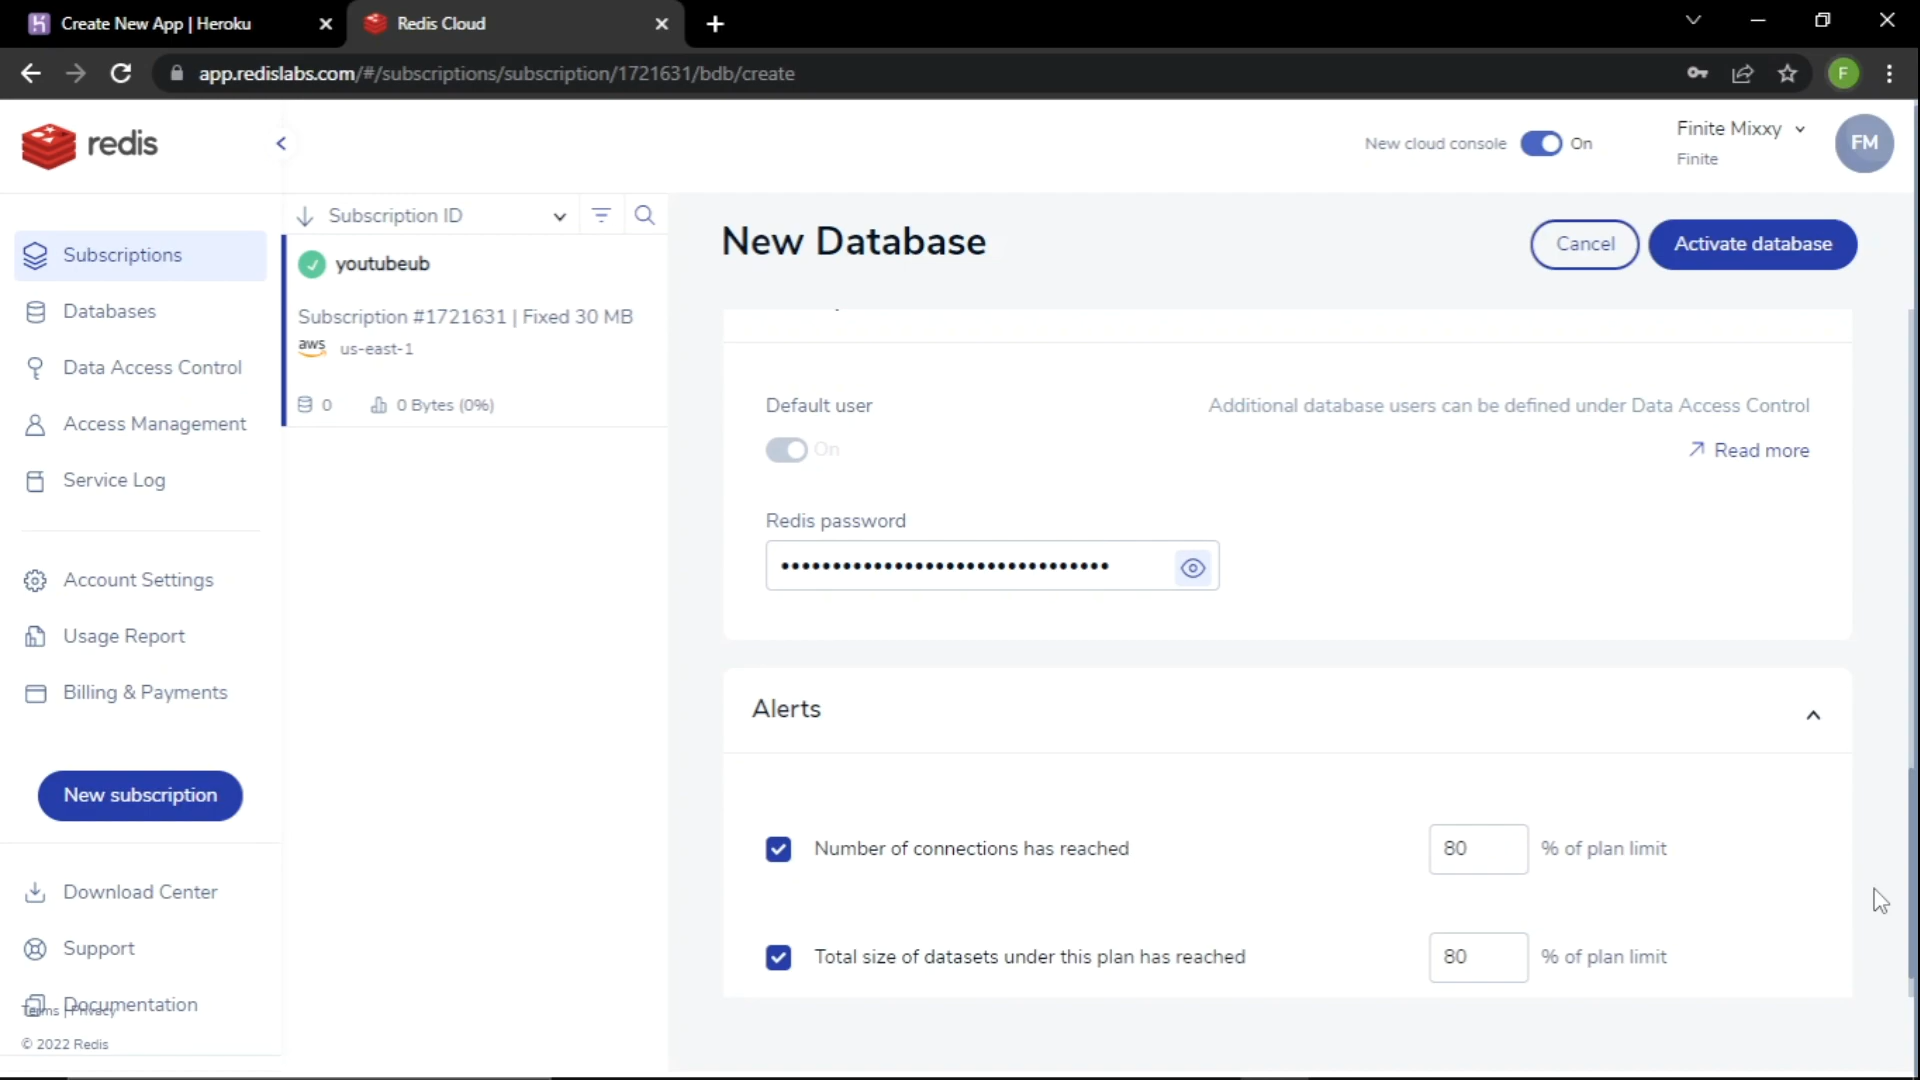 Create New App | Heroku
Redis Cloud
app.redislabs.com/#/subscriptions/subscription/1721631/bdb/create
F
redis
New cloud console
On
Finite Mixxy
Finite
FM
Subscriptions
Databases
Data Access Control
Access Management
Service Log
Account Settings
Usage Report
Billing & Payments
New subscription
Download Center
Support
Documentation
Terms | Privacy
© 2022 Redis
Subscription ID
youtubeub
Subscription #1721631 | Fixed 30 MB
aws us-east-1
0 0 Bytes (0%)
New Database
Cancel
Activate database
Default user
Additional database users can be defined under Data Access Control
On
Read more
Redis password
Alerts
Number of connections has reached
80 % of plan limit
Total size of datasets under this plan has reached
80 % of plan limit